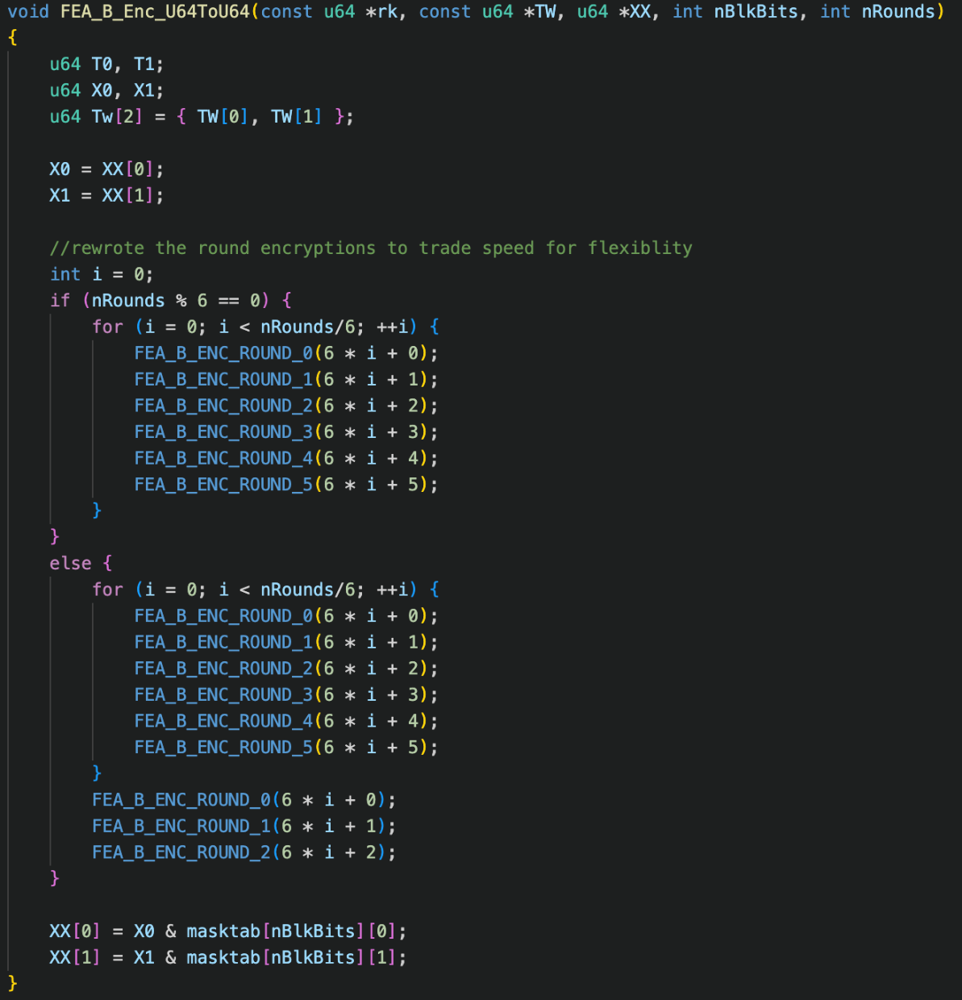 void FEA_B_Enc_U64ToU64(const u64 *rk, const u64 *TW, u64 *XX, int nBlkBits, int nRounds)
{
    u64 T0, T1;
    u64 X0, X1;
    u64 Tw[2] = { TW[0], TW[1] };

    X0 = XX[0];
    X1 = XX[1];

    //rewrote the round encryptions to trade speed for flexiblity
    int i = 0;
    if (nRounds % 6 == 0) {
        for (i = 0; i < nRounds/6; ++i) {
            FEA_B_ENC_ROUND_0(6 * i + 0);
            FEA_B_ENC_ROUND_1(6 * i + 1);
            FEA_B_ENC_ROUND_2(6 * i + 2);
            FEA_B_ENC_ROUND_3(6 * i + 3);
            FEA_B_ENC_ROUND_4(6 * i + 4);
            FEA_B_ENC_ROUND_5(6 * i + 5);
        }
    }
    else {
        for (i = 0; i < nRounds/6; ++i) {
            FEA_B_ENC_ROUND_0(6 * i + 0);
            FEA_B_ENC_ROUND_1(6 * i + 1);
            FEA_B_ENC_ROUND_2(6 * i + 2);
            FEA_B_ENC_ROUND_3(6 * i + 3);
            FEA_B_ENC_ROUND_4(6 * i + 4);
            FEA_B_ENC_ROUND_5(6 * i + 5);
        }
        FEA_B_ENC_ROUND_0(6 * i + 0);
        FEA_B_ENC_ROUND_1(6 * i + 1);
        FEA_B_ENC_ROUND_2(6 * i + 2);
    }

    XX[0] = X0 & masktab[nBlkBits][0];
    XX[1] = X1 & masktab[nBlkBits][1];
}